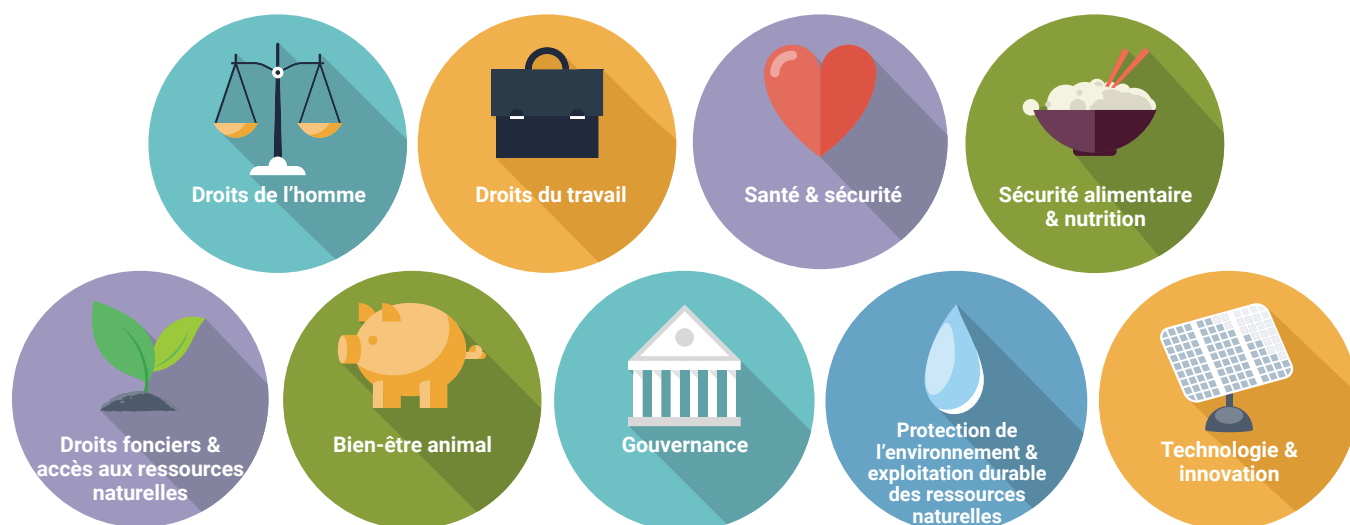 Droits de l’homme
Droits du travail
Santé & sécurité
Sécurité alimentaire
& nutrition
Droits fonciers &
accès aux ressources
naturelles
Bien-être animal
Gouvernance
Protection de
l’environnement &
exploitation durable
des ressources
naturelles
Technologie &
innovation